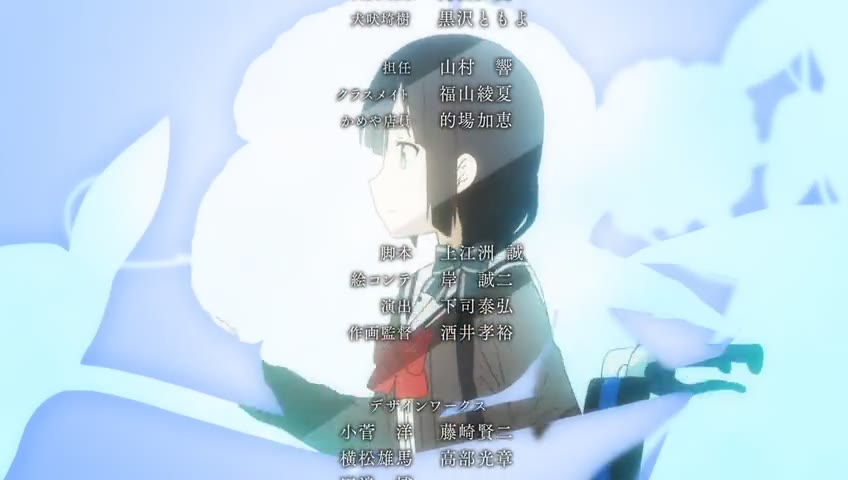 犬吠埼樹　黒沢ともよ
担任　山村　響
クラスメイト　福山綾夏
かめや店員　的場加恵
脚本　上江洲 誠
絵コンテ　岸　誠二
演出　下司泰弘
作画監督　酒井孝裕
デザインワークス
小菅　洋　藤崎賢二
横松雄馬　高部光章